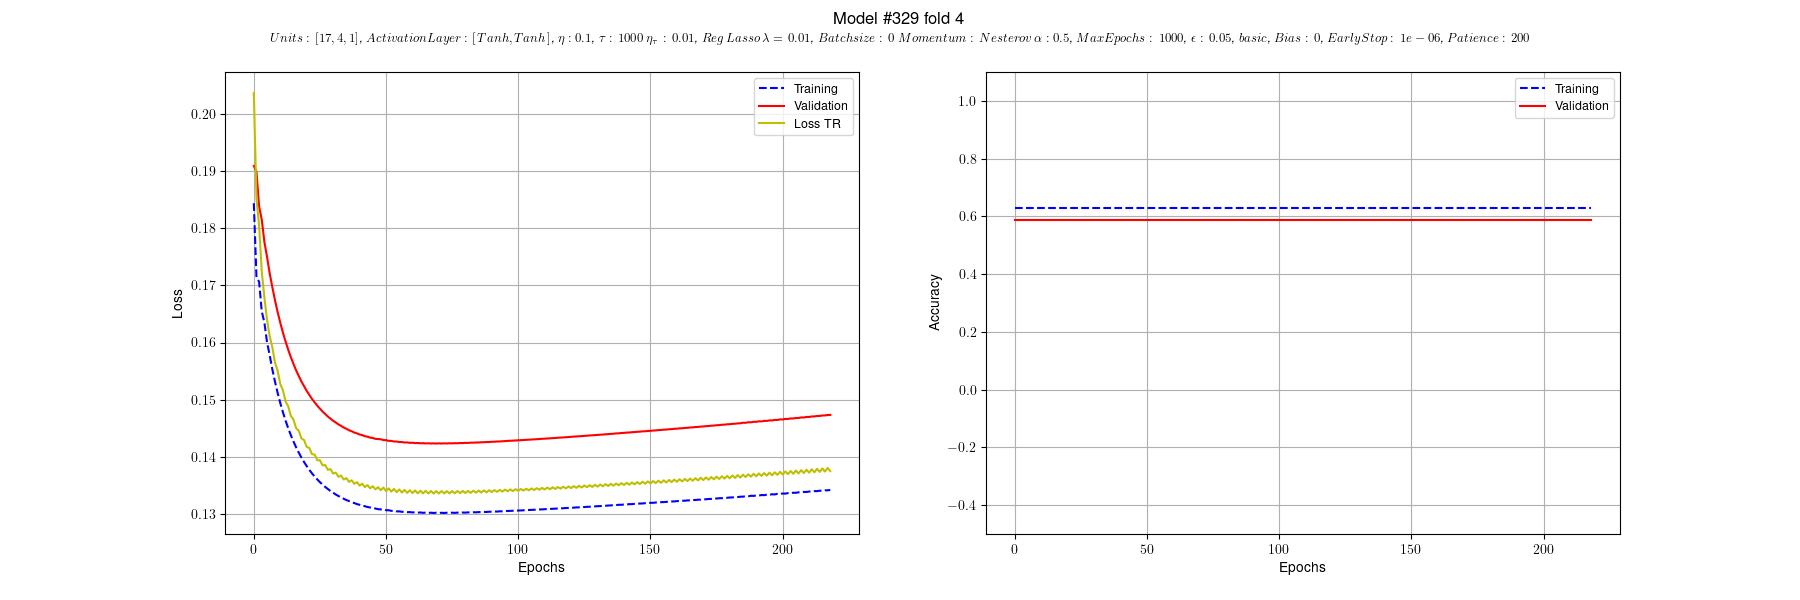 Model #329 fold 4
Units : [17, 4, 1], ActivationLayer : [Tanh, Tanh], η : 0.1, τ : 1000 ητ : 0.01, Reg Lasso λ = 0.01, Batchsize : 0 Momentum : Nesterov α : 0.5, MaxEpochs : 1000, ϵ : 0.05, basic, Bias : 0, EarlyStop : 1e − 06, Patience : 200
Training
Validation
Loss TR
0.20
0.19
0.18
0.17
0.16
0.15
0.14
0.13
Loss
0 50 100 150 200
Epochs
Training
Validation
1.0
0.8
0.6
0.4
0.2
0.0
−0.2
−0.4
Accuracy
0 50 100 150 200
Epochs